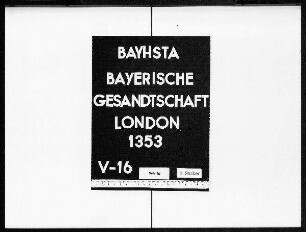 BAYHSTA
BAYERISCHE
GESANDTSCHAFT
LONDON
1353
V-16